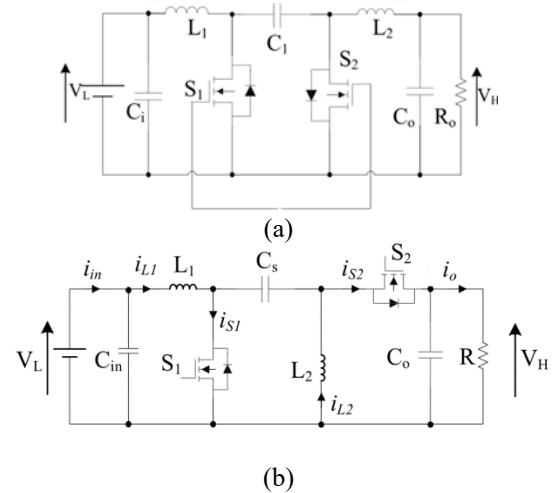 L1 C1 L2
S1 S2
VL Ci Co Ro VH
(a)
S2
iin iL1 L1 Cs iS2 io
iS1
VL Cin S1 L2 Co R VH
iL2
(b)